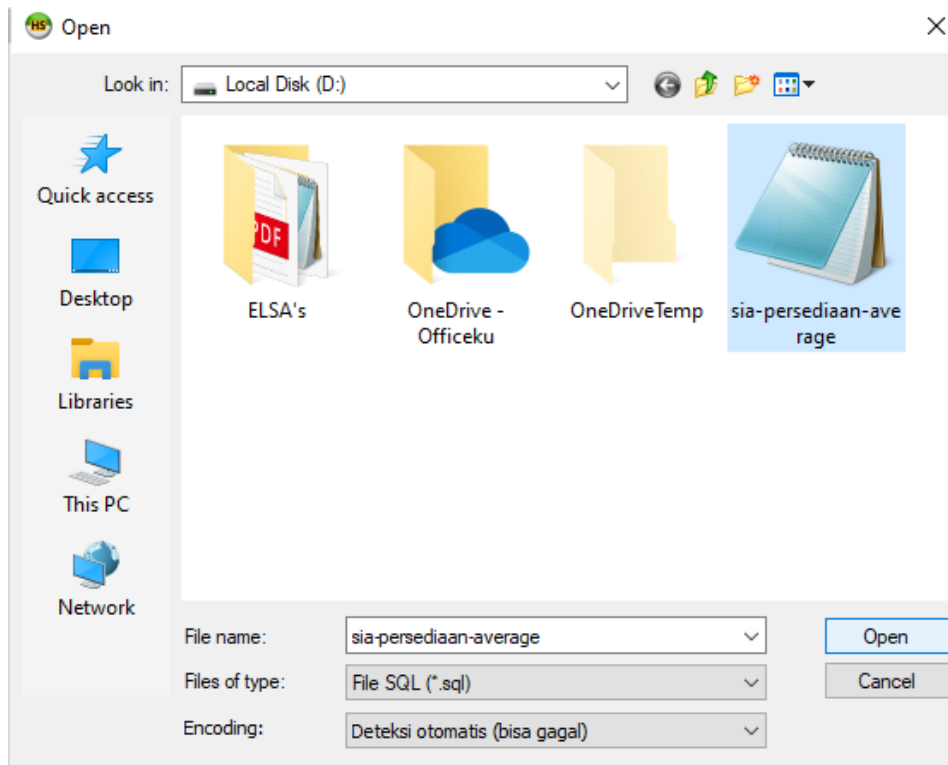 HS Open
Look in: Local Disk (D:)
Quick access
Desktop
Libraries
This PC
Network
PDF
ELSA's
OneDrive -
Officeku
OneDriveTemp
sia-persediaan-ave
rage
File name: sia-persediaan-average Open
Files of type: File SQL (*.sql) Cancel
Encoding: Deteksi otomatis (bisa gagal)